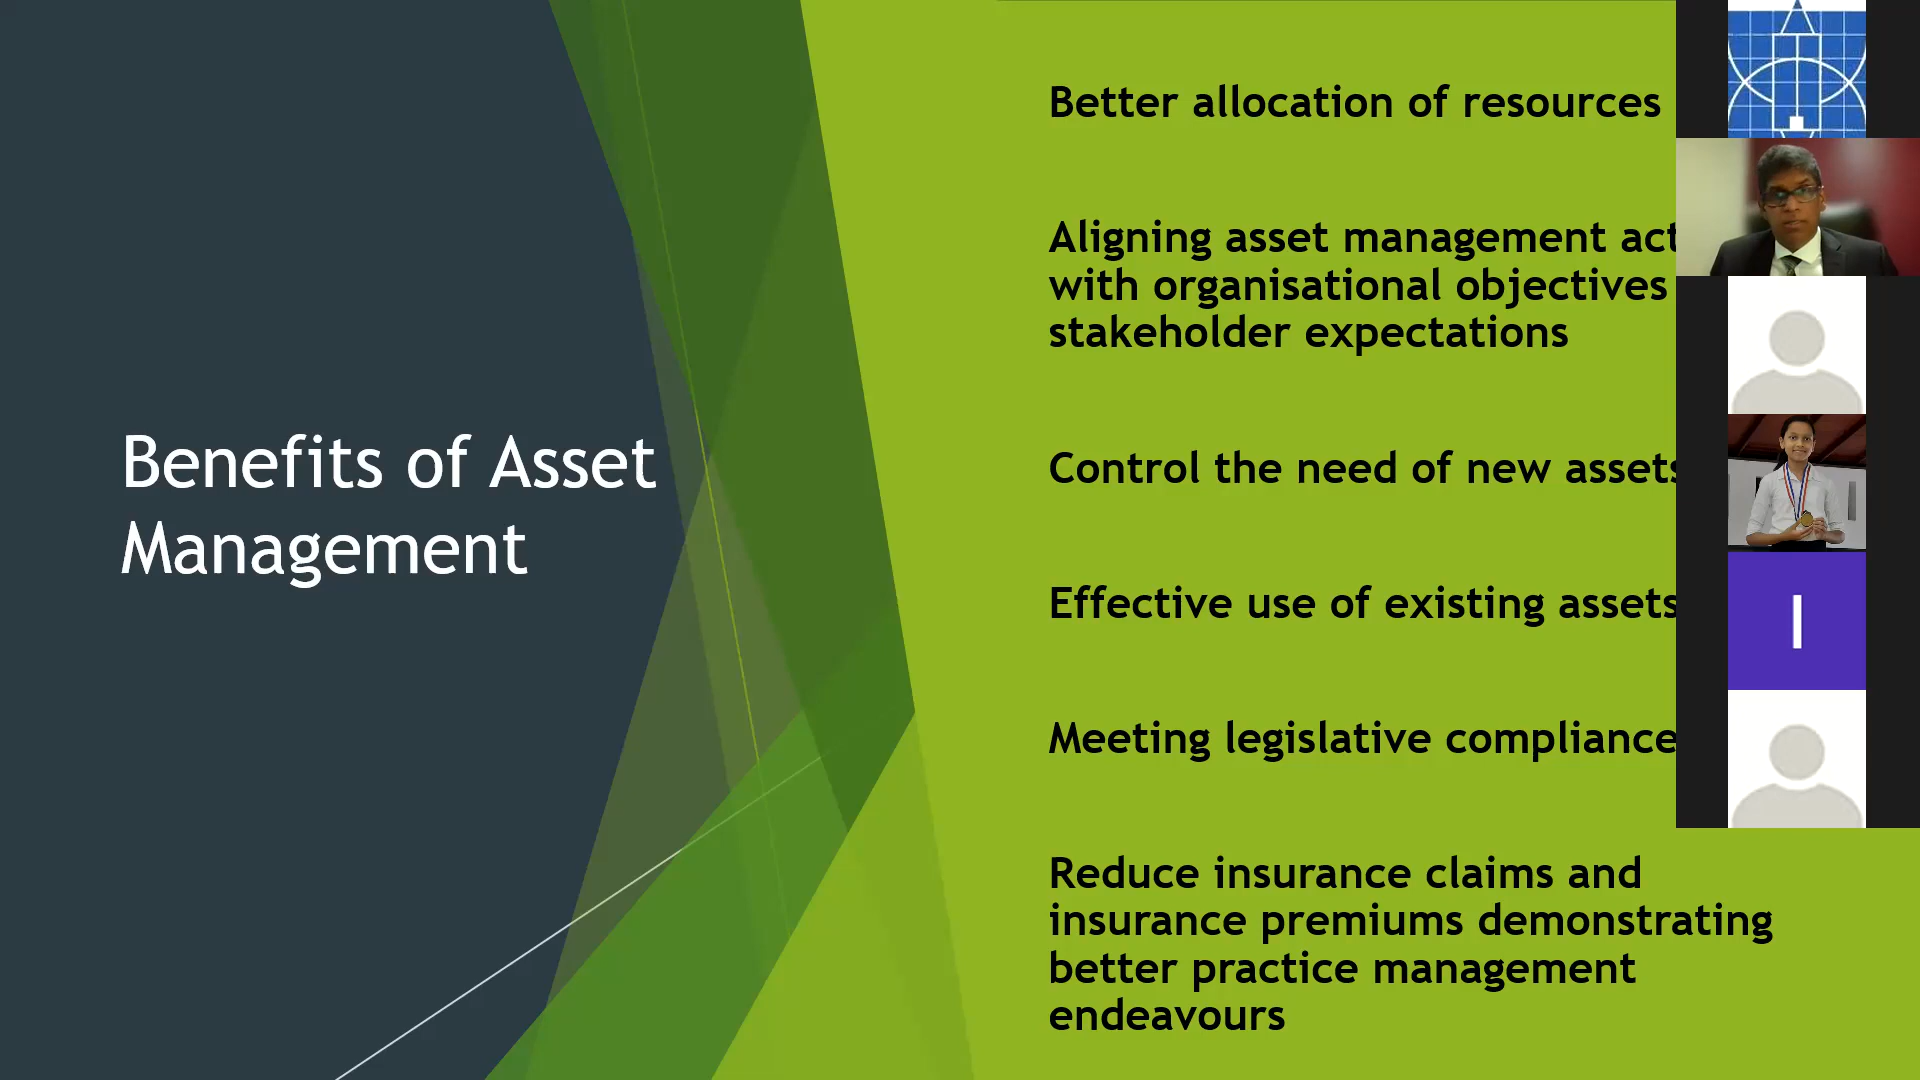 Benefits of Asset
Management
Better allocation of resources
Aligning asset management
with organisational objectives
stakeholder expectations
Control the need of new assets
Effective use of existing assets
Meeting legislative compliance
Reduce insurance claims and
insurance premiums demonstrating
better practice management
endeavours
I